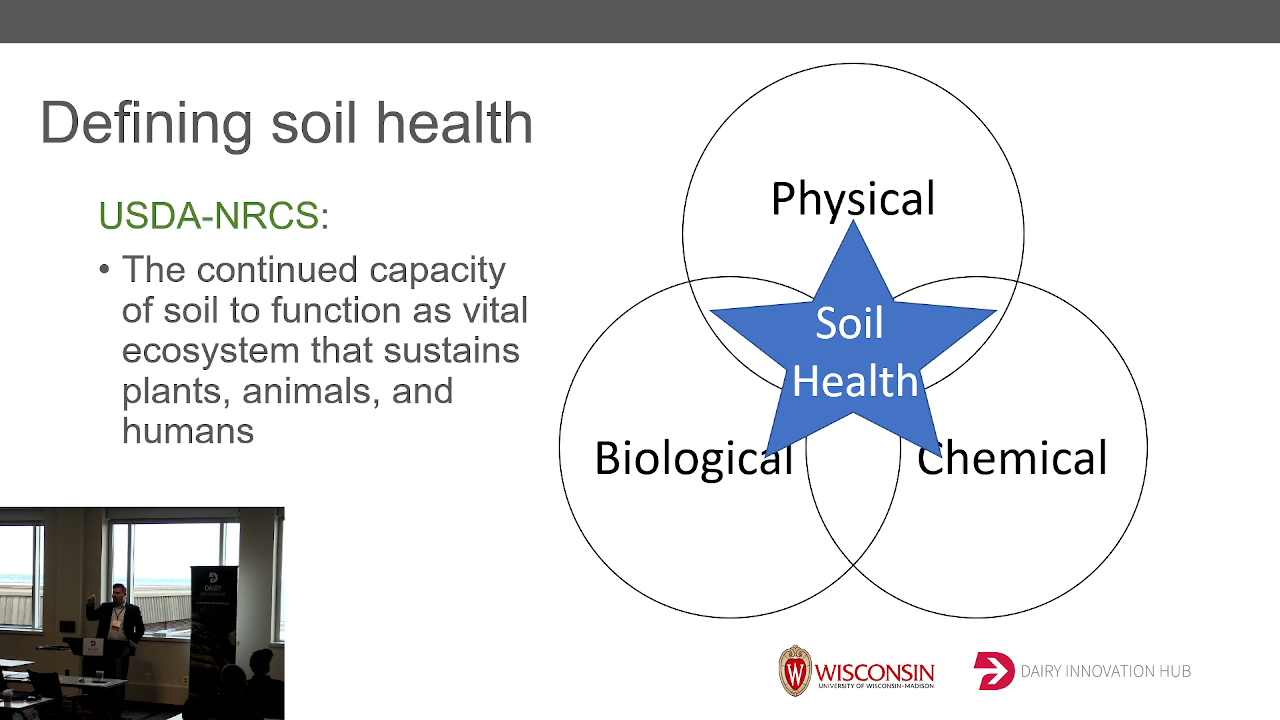 Defining soil health
USDA-NRCS:
• The continued capacity
of soil to function as vital
ecosystem that sustains
plants, animals, and
humans
Physical
Soil
Health
Biological
Chemical
WISCONSIN
UNIVERSITY OF WISCONSIN–MADISON
DAIRY INNOVATION HUB
DAIRY